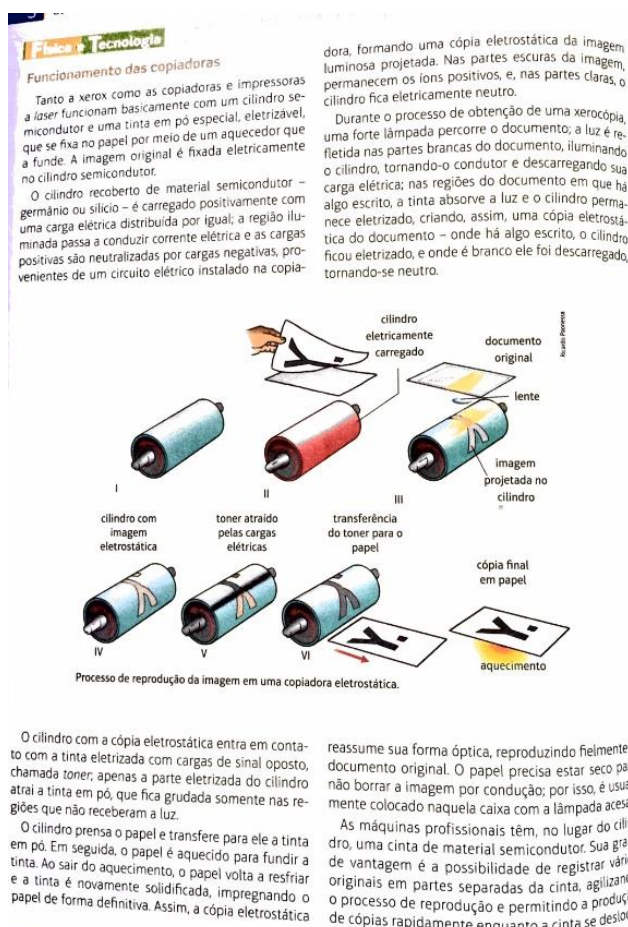 Física e Tecnologia
Funcionamento das copiadoras
Tanto a xerox como as copiadoras e impressoras
a laser funcionam basicamente com um cilindro se-
micondutor e uma tinta em pó especial, eletrizável,
que se fixa no papel por meio de um aquecedor que
a funde. A imagem original é fixada eletricamente
no cilindro semicondutor.
O cilindro recoberto de material semicondutor –
germânio ou silício – é carregado positivamente com
uma carga elétrica distribuída por igual; a região ilu-
minada passa a conduzir corrente elétrica e as cargas
positivas são neutralizadas por cargas negativas, pro-
venientes de um circuito elétrico instalado na copia-
dora, formando uma cópia eletrostática da imagem
luminosa projetada. Nas partes escuras da imagem,
permanecem os íons positivos, e, nas partes claras, o
cilindro fica eletricamente neutro.
Durante o processo de obtenção de uma xerocópia,
uma forte lâmpada percorre o documento; a luz é re-
fletida nas partes brancas do documento, iluminando
o cilindro, tornando-o condutor e descarregando sua
carga elétrica; nas regiões do documento em que há
algo escrito, a tinta absorve a luz e o cilindro perma-
nece eletrizado, criando, assim, uma cópia eletrostá-
tica do documento – onde há algo escrito, o cilindro
ficou eletrizado, e onde é branco ele foi descarregado,
tornando-se neutro.
cilindro
eletricamente
carregado
documento
original
Ricardo Paonessa
lente
imagem
projetada no
cilindro
I
II
III
cilindro com
imagem
eletrostática
toner atraído
pelas cargas
elétricas
transferência
do toner para o
papel
cópia final
em papel
Y.
Y.
Y.
IV
V
VI
aquecimento
Processo de reprodução da imagem em uma copiadora eletrostática.
O cilindro com a cópia eletrostática entra em conta-
to com a tinta eletrizada com cargas de sinal oposto,
chamada toner; apenas a parte eletrizada do cilindro
atrai a tinta em pó, que fica grudada somente nas re-
giões que não receberam a luz.
O cilindro prensa o papel e transfere para ele a tinta
em pó. Em seguida, o papel é aquecido para fundir a
tinta. Ao sair do aquecimento, o papel volta a resfriar
e a tinta é novamente solidificada, impregnando o
papel de forma definitiva. Assim, a cópia eletrostática
reassume sua forma óptica, reproduzindo fielmente
documento original. O papel precisa estar seco pa
não borrar a imagem por condução; por isso, é usua
mente colocado naquela caixa com a lâmpada acesa
As máquinas profissionais têm, no lugar do cili
dro, uma cinta de material semicondutor. Sua gra
de vantagem é a possibilidade de registrar vári
originais em partes separadas da cinta, agilizan
o processo de reprodução e permitindo a produç
de cópias rapidamente enquanto a cinta se desloc